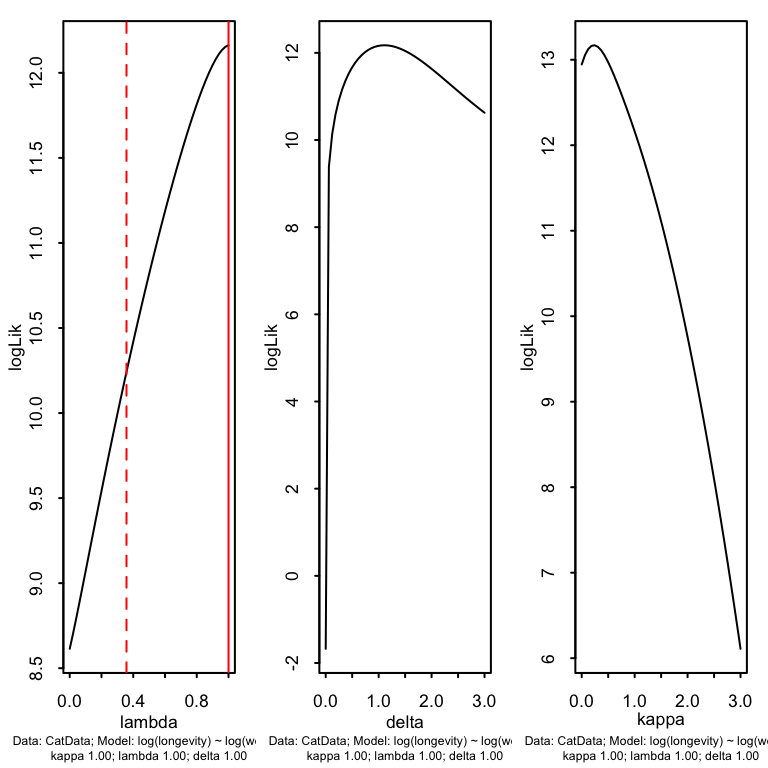 logLik
12.0
11.5
11.0
10.5
10.0
9.5
9.0
8.5
0.0 0.4 0.8
lambda
Data: CatData; Model: log(longevity) ~ log(w
kappa 1.00; lambda 1.00; delta 1.00
logLik
12
10
8
6
4
2
0
-2
0.0 1.0 2.0 3.0
delta
Data: CatData; Model: log(longevity) ~ log(w
kappa 1.00; lambda 1.00; delta 1.00
logLik
13
12
11
10
9
8
7
6
0.0 1.0 2.0 3.0
kappa
Data: CatData; Model: log(longevity) ~ log(w
kappa 1.00; lambda 1.00; delta 1.00